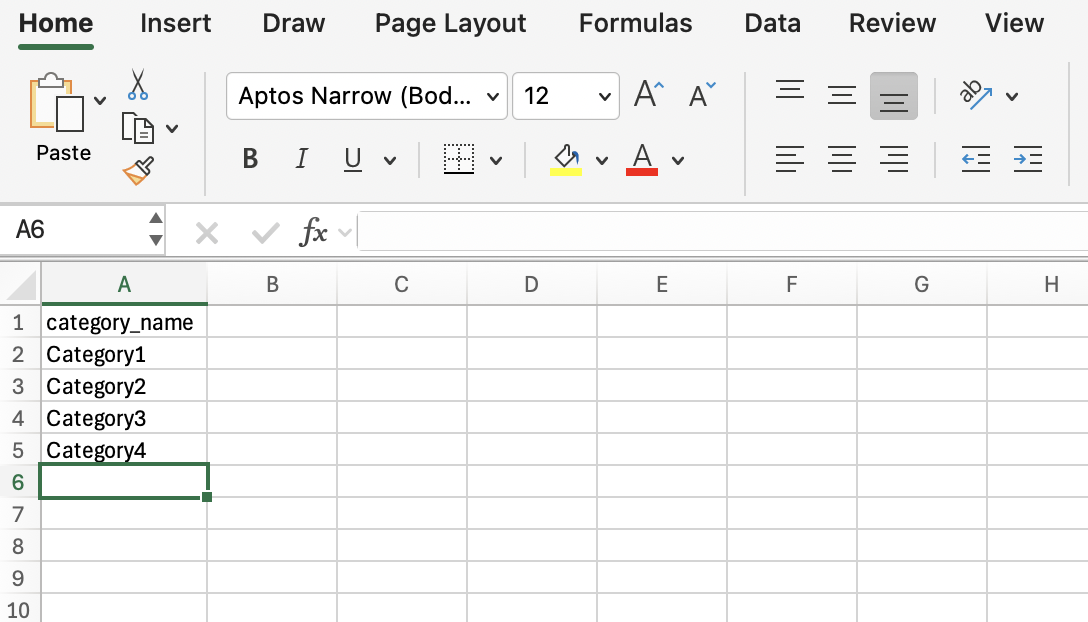 Home Insert Draw Page Layout Formulas Data Review View
Paste
Aptos Narrow (Bod... 12 A A
B I U A ab
A6 fx
A B C D E F G H
1 category_name
2 Category1
3 Category2
4 Category3
5 Category4
6
7
8
9
10